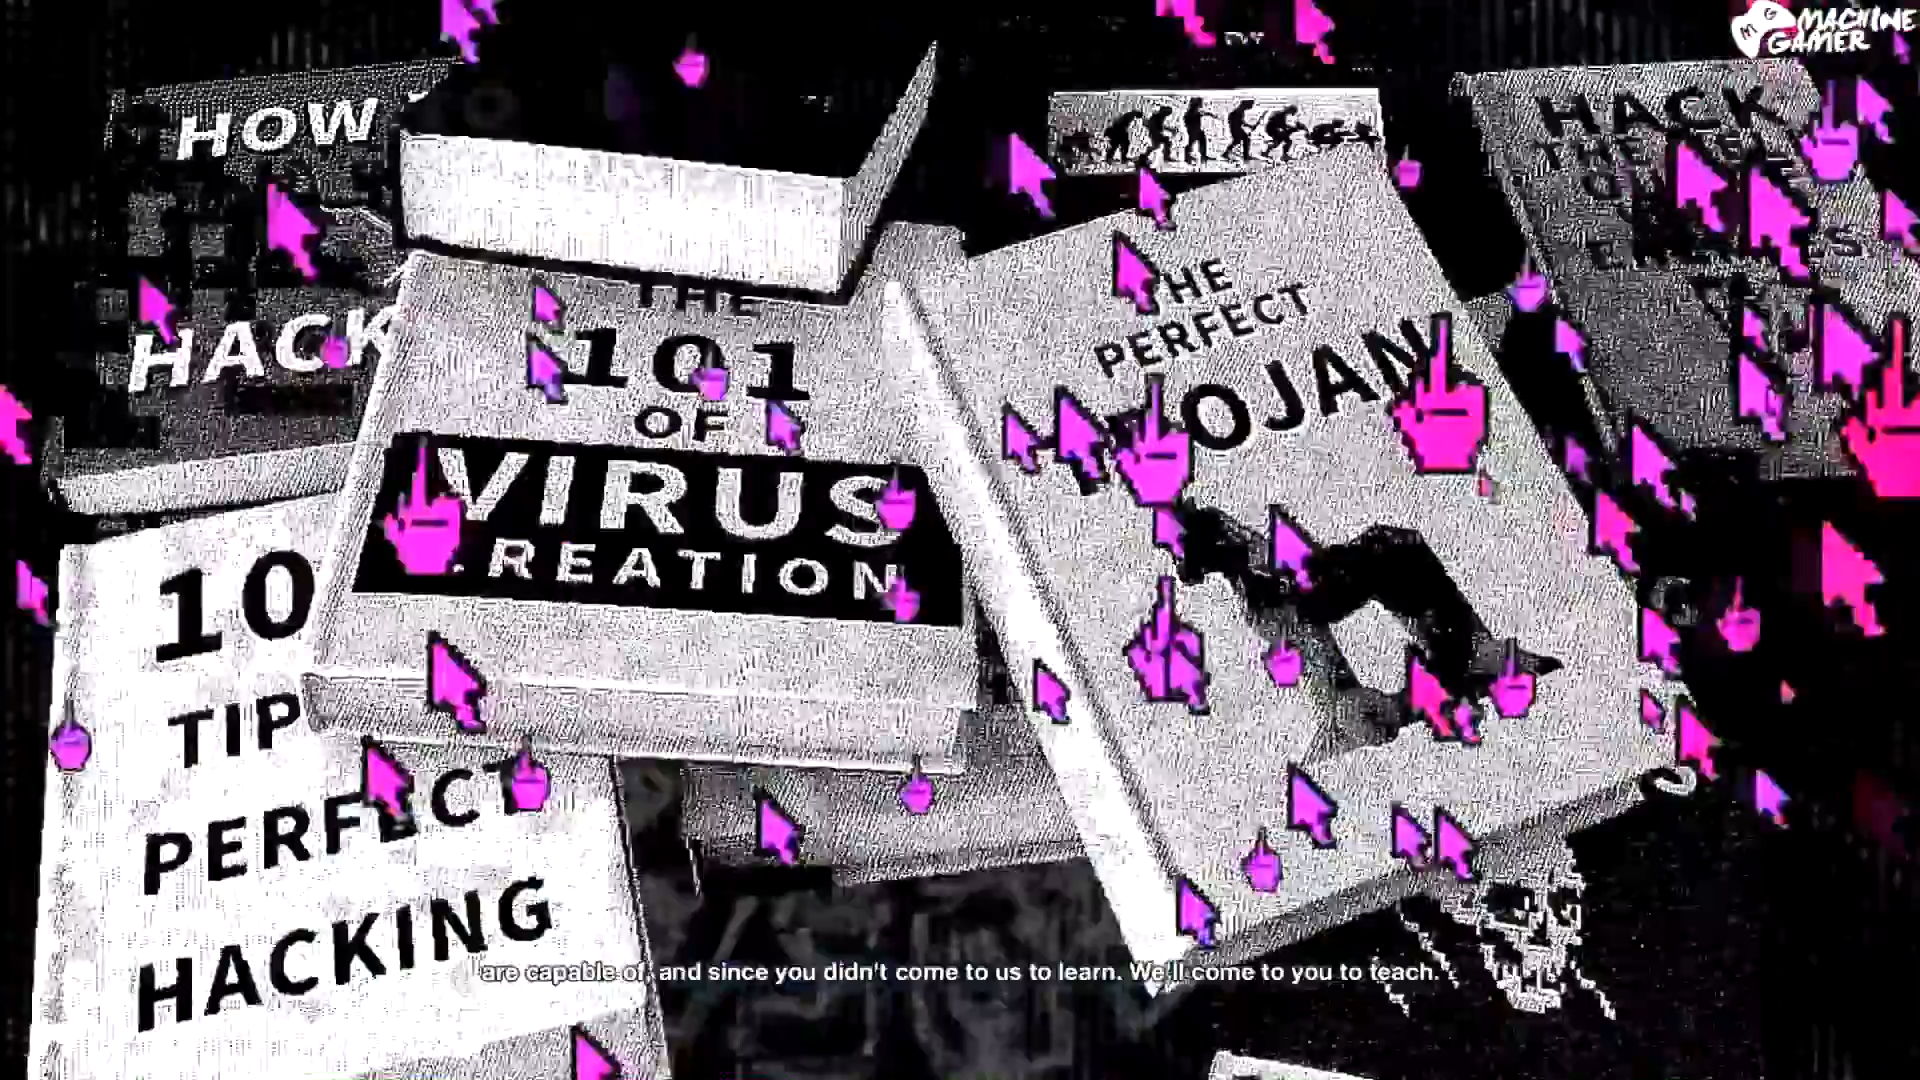 MACHINE
GAMER
HOW
HACK
THE
101
OF
VIRUS
REATION
THE
PERFECT
OJAN
HACK
10
TIP
PERFECT
HACKING
are capable of, and since you didn't come to us to learn. We'll come to you to teach.